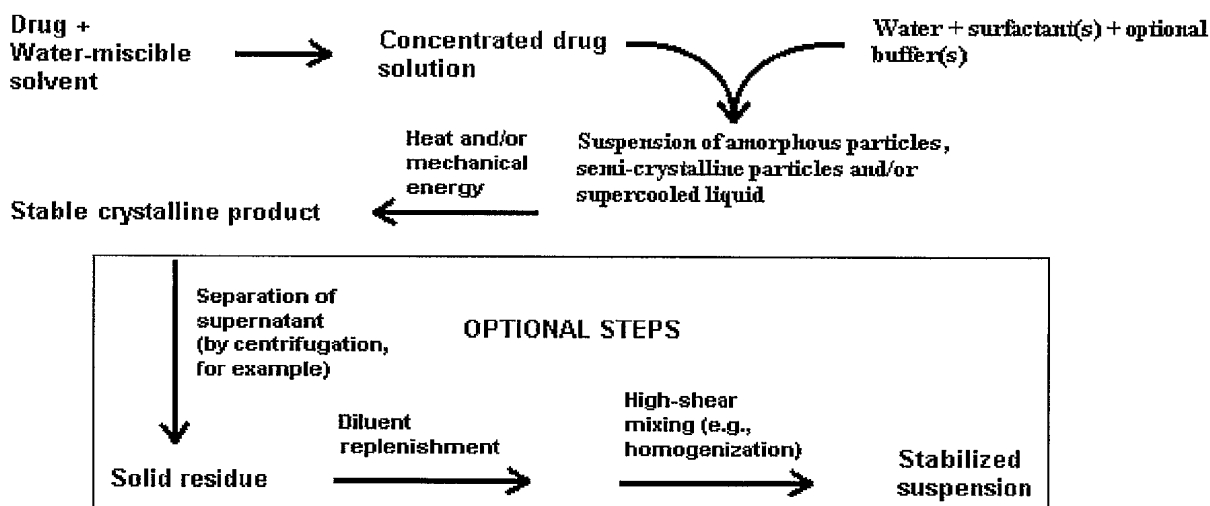 Drug +
Water-miscible
solvent
Concentrated drug
solution
Water + surfactant(s) + optional
buffer(s)
Heat and/or
mechanical
energy
Suspension of amorphous particles,
semi-crystalline particles and/or
supercooled liquid
Stable crystalline product
Separation of
supernatant
(by centrifugation,
for example)
OPTIONAL STEPS
Solid residue
Diluent
replenishment
High-shear
mixing (e.g.,
homogenization)
Stabilized
suspension